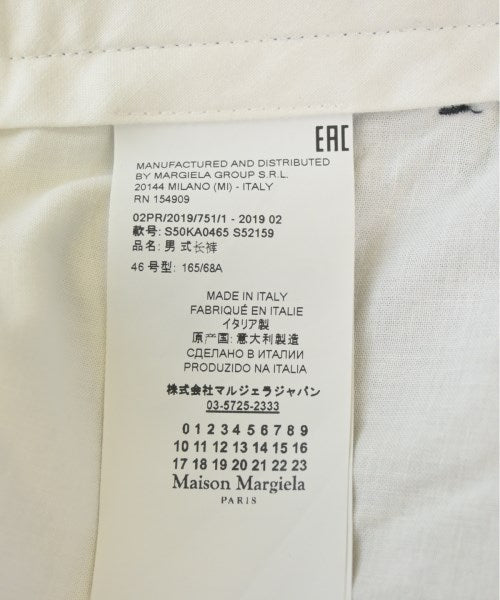 EAC
MANUFACTURED AND DISTRIBUTED
BY MARGIELA GROUP S.R.L.
20144 MILANO (MI) - ITALY
RN 154909
02PR/2019/751/1 - 2019 02
款号: S50KA0465 S52159
品名: 男 式长裤
46 号型: 165/68A
MADE IN ITALY
FABRIQUÉ EN ITALIE
イタリア製
原产国: 意大利製造
СДЕЛАНО В ИТАЛИИ
PRODUZIDO NA ITALIA
株式会社マルジェラジャパン
03-5725-2333
0 1 2 3 4 5 6 7 8 9
10 11 12 13 14 15 16
17 18 19 20 21 22 23
Maison Margiela
PARIS